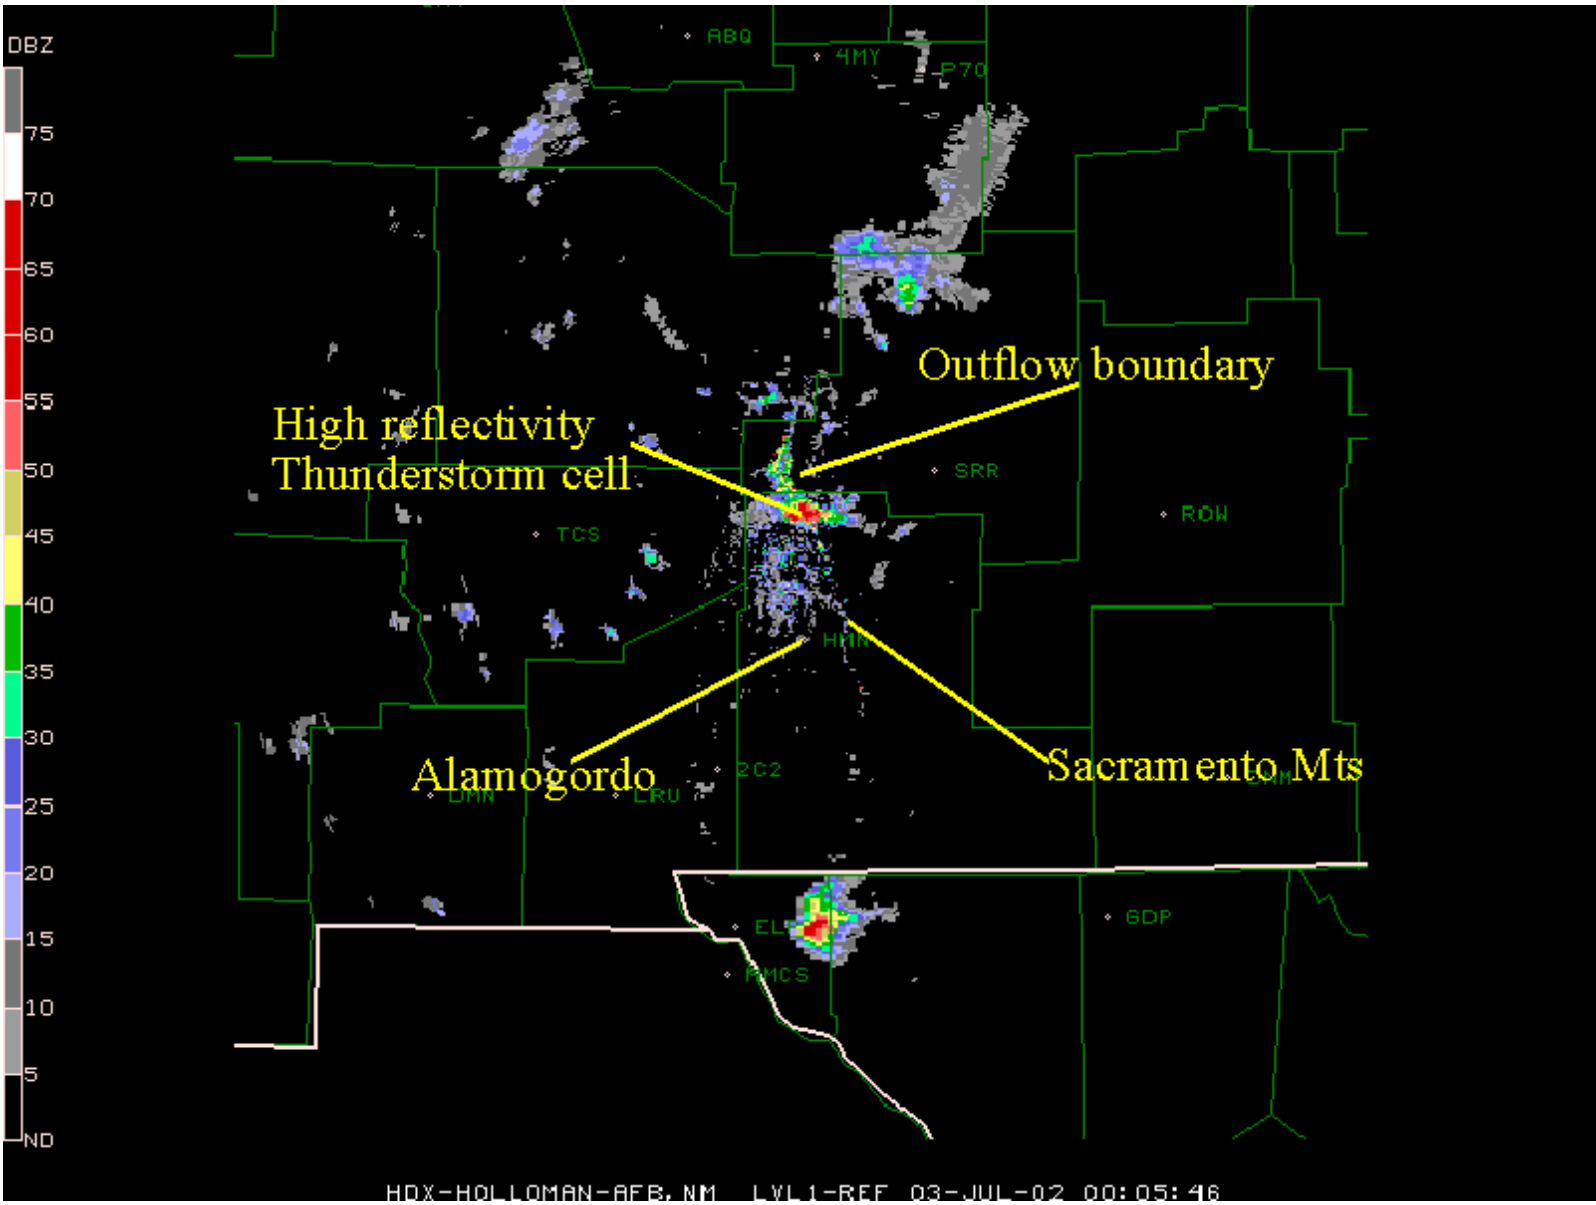 DBZ
ABQ
4MY
P70
75
70
65
60
55
50
45
40
35
30
25
20
15
10
5
ND
Outflow boundary
High reflectivity
Thunderstorm cell
SRR
ROW
TCS
HMN
Alamogordo
Sacramento Mts
2C2
DMN
LRU
GDP
MMCS
HDX-HOLLOMAN-AFB,NM LVL1-REF 03-JUL-02 00:05:46